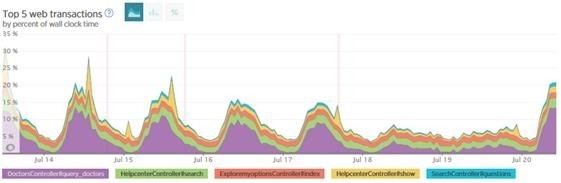 Top 5 web transactions ?
by percent of wall clock time
%
35 %
30 %
25 %
20 %
15 %
10 %
5 %
Jul 14 Jul 15 Jul 16 Jul 17 Jul 18 Jul 19 Jul 20
DoctorsController#query_doctors HelpcenterController#search ExploremyoptionsController#index HelpcenterController#show SearchController#questions